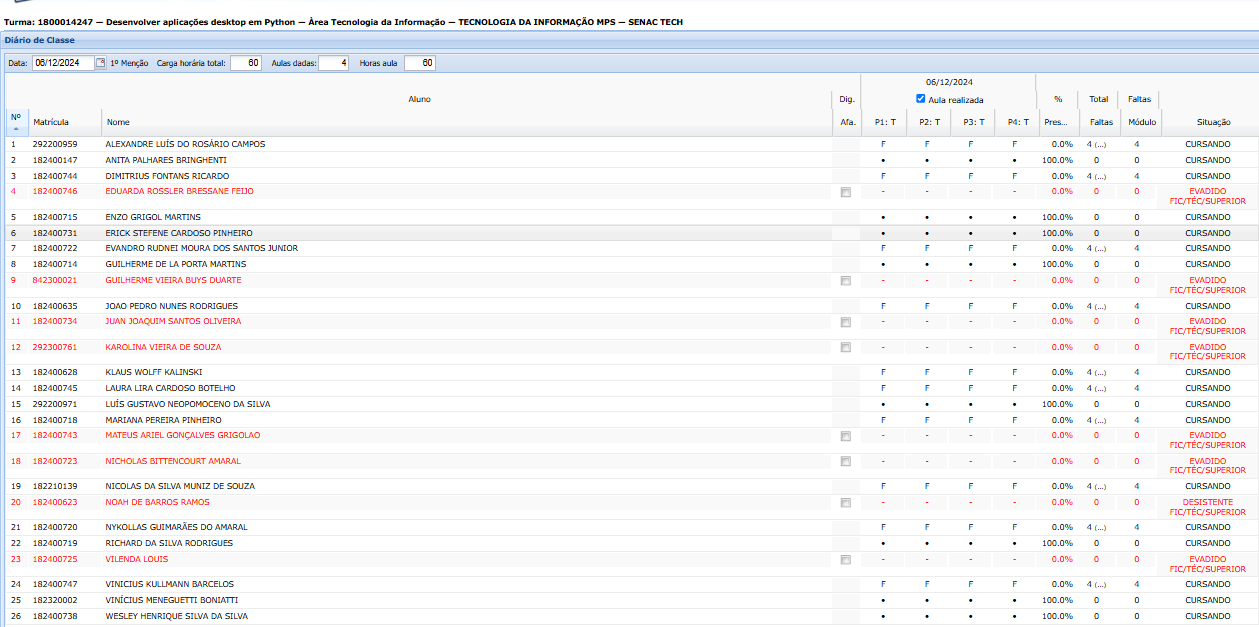 Turma: 1800014247 — Desenvolver aplicações desktop em Python — Àrea Tecnologia da Informação — TECNOLOGIA DA INFORMAÇÃO MPS — SENAC TECH
Diário de Classe
Data: 06/12/2024 1º Menção Carga horária total: 60 Aulas dadas: 4 Horas aula 60
06/12/2024
Aluno Dig. Aula realizada % Total Faltas
Nº Matrícula Nome Afa. P1: T P2: T P3: T P4: T Pres... Faltas Módulo Situação
1 292200959 ALEXANDRE LUÍS DO ROSÁRIO CAMPOS F F F F 0.0% 4 (...) 4 CURSANDO
2 182400147 ANITA PALHARES BRINGHENTI • • • • 100.0% 0 0 CURSANDO
3 182400744 DIMITRIUS FONTANS RICARDO F F F F 0.0% 4 (...) 4 CURSANDO
4 182400746 EDUARDA ROSSLER BRESSANE FEIJO - - - - 0.0% 0 0 EVADIDO
FIC/TÉC/SUPERIOR
5 182400715 ENZO GRIGOL MARTINS • • • • 100.0% 0 0 CURSANDO
6 182400731 ERICK STEFENE CARDOSO PINHEIRO • • • • 100.0% 0 0 CURSANDO
7 182400722 EVANDRO RUDNEI MOURA DOS SANTOS JUNIOR F F F F 0.0% 4 (...) 4 CURSANDO
8 182400714 GUILHERME DE LA PORTA MARTINS • • • • 100.0% 0 0 CURSANDO
9 842300021 GUILHERME VIEIRA BUYS DUARTE - - - - 0.0% 0 0 EVADIDO
FIC/TÉC/SUPERIOR
10 182400635 JOAO PEDRO NUNES RODRIGUES F F F F 0.0% 4 (...) 4 CURSANDO
11 182400734 JUAN JOAQUIM SANTOS OLIVEIRA - - - - 0.0% 0 0 EVADIDO
FIC/TÉC/SUPERIOR
12 292300761 KAROLINA VIEIRA DE SOUZA - - - - 0.0% 0 0 EVADIDO
FIC/TÉC/SUPERIOR
13 182400628 KLAUS WOLFF KALINSKI F F F F 0.0% 4 (...) 4 CURSANDO
14 182400745 LAURA LIRA CARDOSO BOTELHO F F F F 0.0% 4 (...) 4 CURSANDO
15 292200971 LUÍS GUSTAVO NEOPOMOCENO DA SILVA • • • • 100.0% 0 0 CURSANDO
16 182400718 MARIANA PEREIRA PINHEIRO F F F F 0.0% 4 (...) 4 CURSANDO
17 182400743 MATEUS ARIEL GONÇALVES GRIGOLAO - - - - 0.0% 0 0 EVADIDO
FIC/TÉC/SUPERIOR
18 182400723 NICHOLAS BITTENCOURT AMARAL - - - - 0.0% 0 0 EVADIDO
FIC/TÉC/SUPERIOR
19 182210139 NICOLAS DA SILVA MUNIZ DE SOUZA F F F F 0.0% 4 (...) 4 CURSANDO
20 182400623 NOAH DE BARROS RAMOS - - - - 0.0% 0 0 DESISTENTE
FIC/TÉC/SUPERIOR
21 182400720 NYKOLLAS GUIMARÃES DO AMARAL F F F F 0.0% 4 (...) 4 CURSANDO
22 182400719 RICHARD DA SILVA RODRIGUES • • • • 100.0% 0 0 CURSANDO
23 182400725 VILENDA LOUIS - - - - 0.0% 0 0 EVADIDO
FIC/TÉC/SUPERIOR
24 182400747 VINICIUS KULLMANN BARCELOS F F F F 0.0% 4 (...) 4 CURSANDO
25 182320002 VINÍCIUS MENEGUETTI BONIATTI • • • • 100.0% 0 0 CURSANDO
26 182400738 WESLEY HENRIQUE SILVA DA SILVA • • • • 100.0% 0 0 CURSANDO